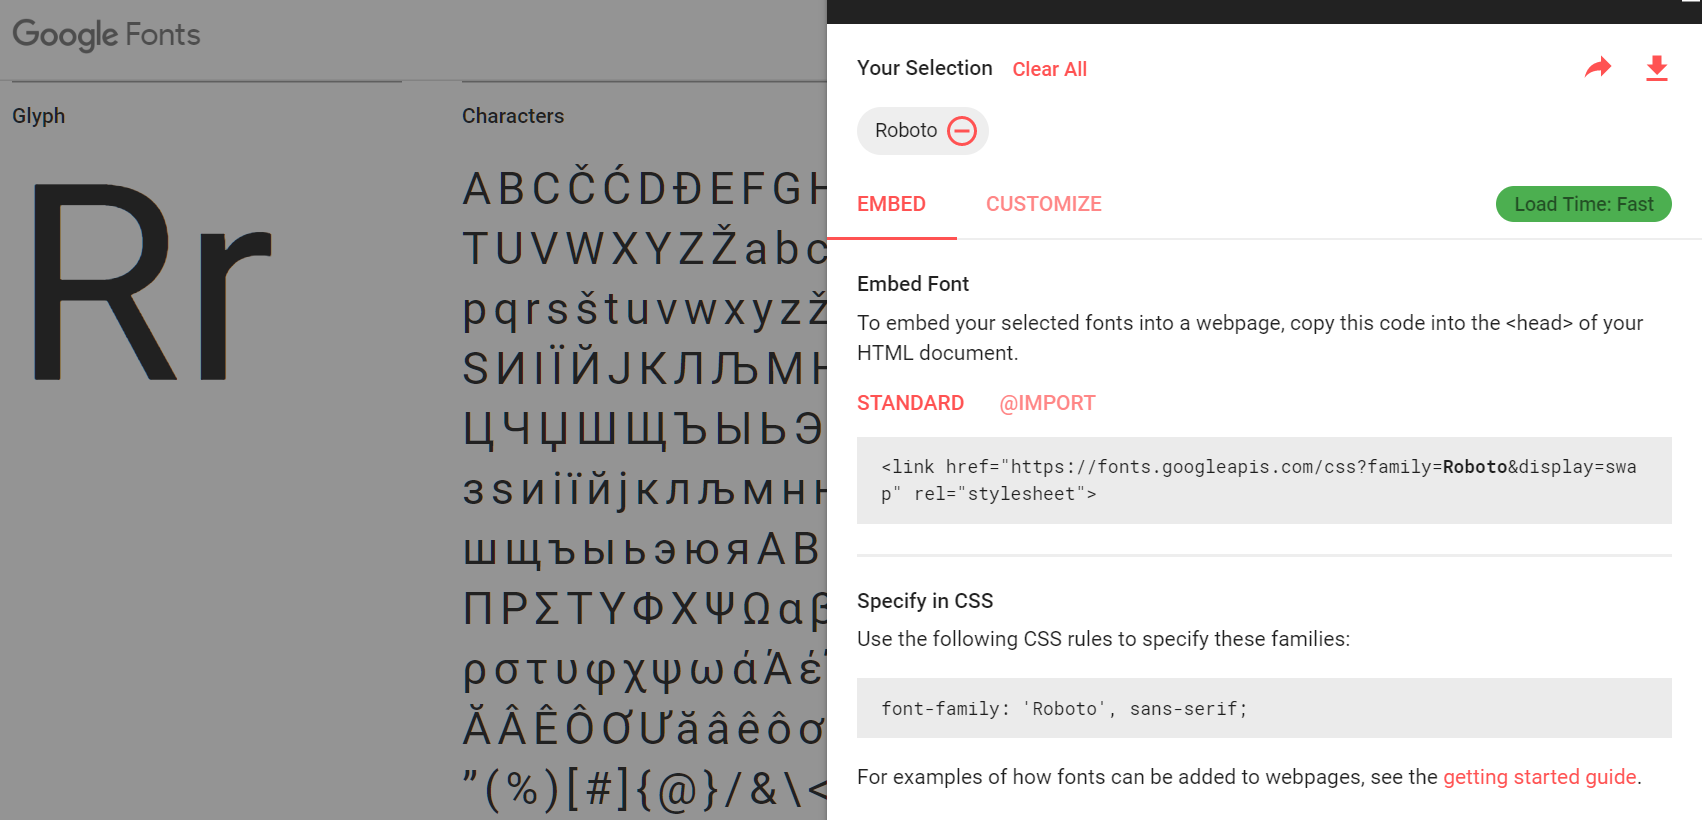 Google Fonts
Glyph
Rr
Characters
ABCČĆDĐEFGH
TUVWXYZŽabc
pqrsštuvwxyzž
ЅИІЇЙЈКЛЉМН
ЦЧЏШЩЪЫЬЭ
зѕиіїйјклљмнњ
шщъыьэюяΑΒ
ΠΡΣΤΥΦΧΨΩαβ
ρστυφχψωάΆέ
ĂÂÊÔƠƯăâêôơ
”(%)[#]{@}/&\<
Your Selection Clear All
Roboto
EMBED CUSTOMIZE Load Time: Fast
Embed Font
To embed your selected fonts into a webpage, copy this code into the <head> of your
HTML document.
STANDARD @IMPORT
<link href="https://fonts.googleapis.com/css?family=Roboto&display=swa
p" rel="stylesheet">
Specify in CSS
Use the following CSS rules to specify these families:
font-family: 'Roboto', sans-serif;
For examples of how fonts can be added to webpages, see the getting started guide.